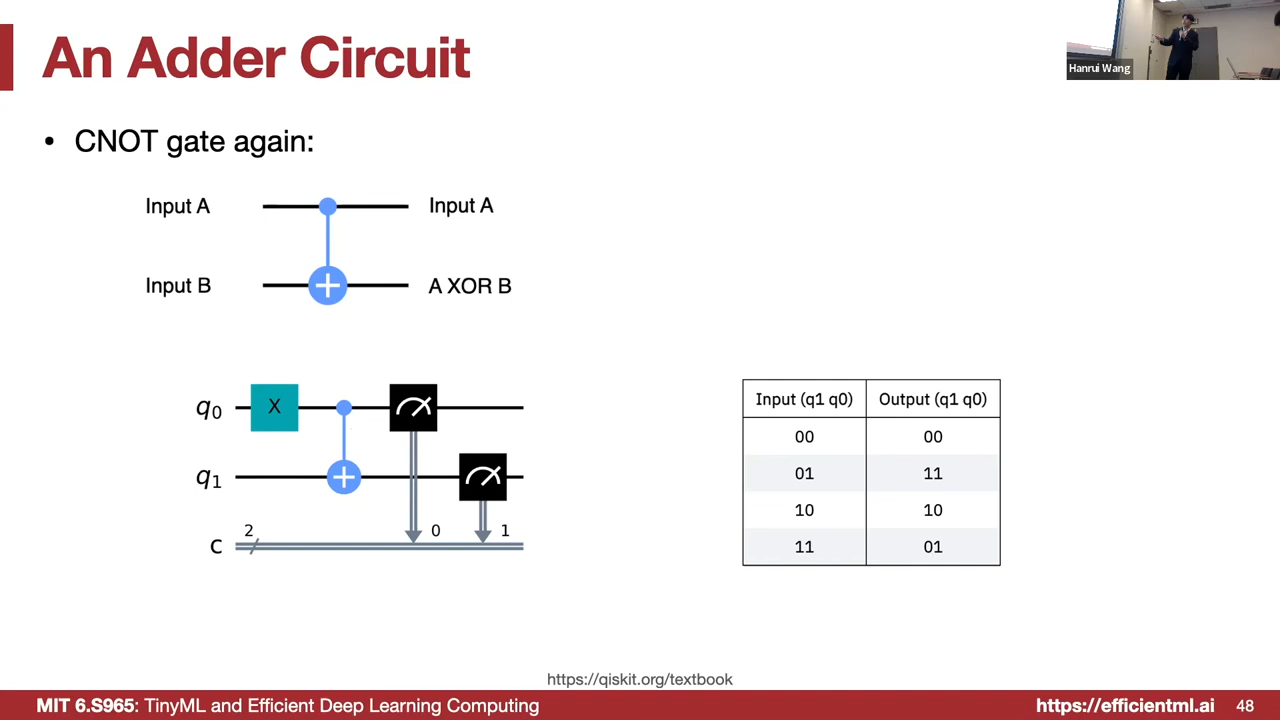 An Adder Circuit
Hanrui Wang
• CNOT gate again:
Input A
Input A
Input B
A XOR B
q0
X
q1
2
0
1
c
Input (q1 q0) Output (q1 q0)
00 00
01 11
10 10
11 01
https://qiskit.org/textbook
MIT 6.S965: TinyML and Efficient Deep Learning Computing
https://efficientml.ai
48